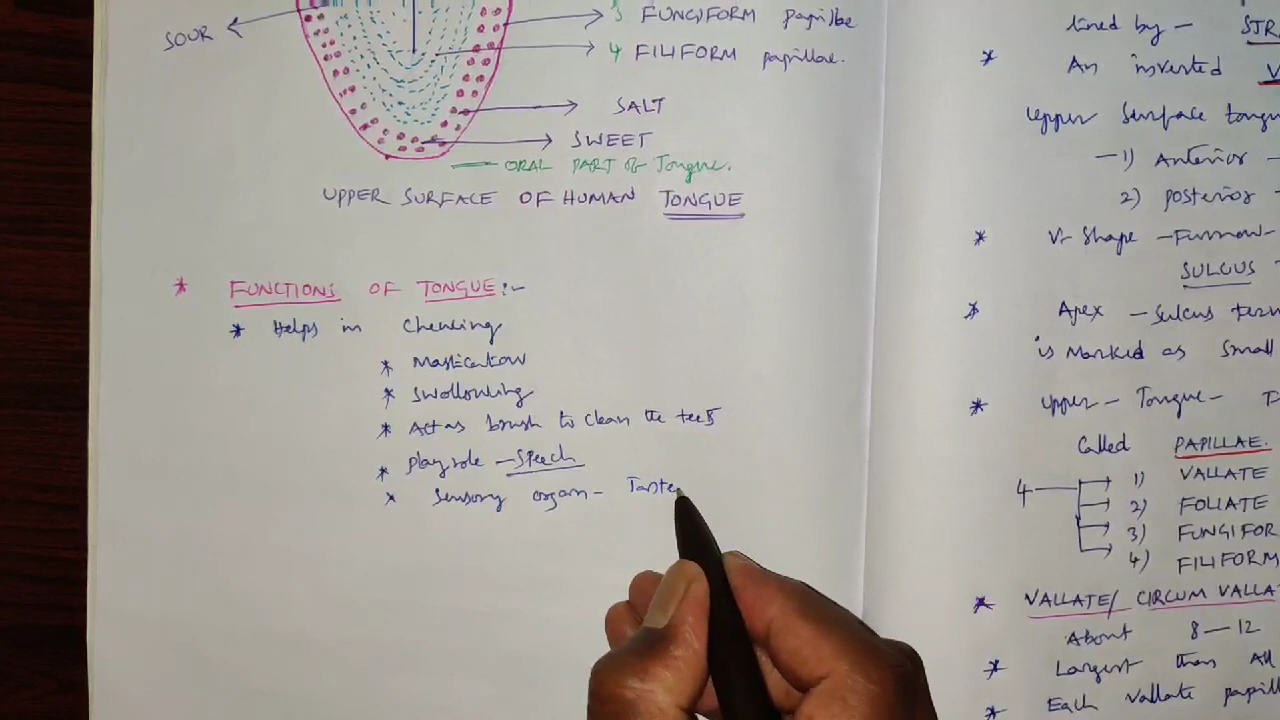 SOUR
3 FUNGIFORM papillae
4 FILIFORM papillae.
SALT
SWEET
ORAL PART OF Tongue.
UPPER SURFACE OF HUMAN TONGUE
* FUNCTIONS OF TONGUE:-
* Helps in Chewing
* Mastication
* Swollowing
* Act as brush to clean the teeth
* Play role - Speech
* Sensory organ - Taste
lined by - STRA
* An inverted V
Upper Surface tongue
1) Anterior -
2) posterior -
* V- Shape - Furrow -
SULCUS
* Apex - Sulcus term
is Marked as Small
* Upper - Tongue -
Called PAPILLAE.
4 1) VALLATE
2) FOLIATE
3) FUNGIFOR
4) FILIFORM
* VALLATE/ CIRCUM VALLA
About 8-12
* Largest than All
* Each vallate papill